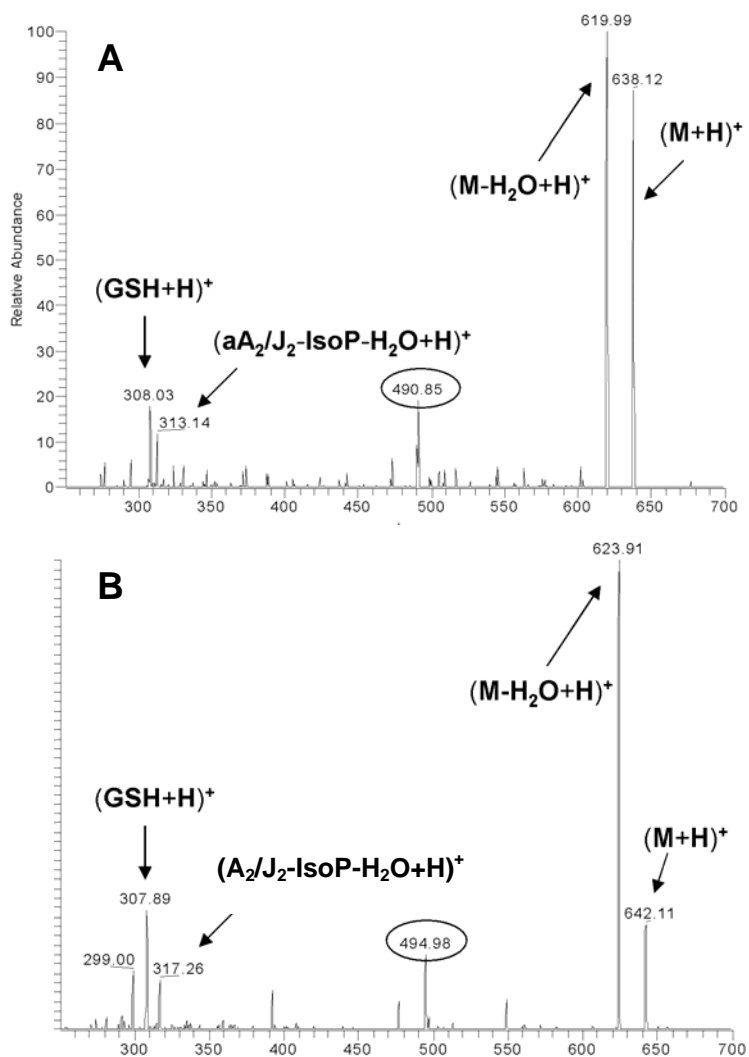 A
100
90
80
70
60
50
40
30
20
10
0
Relative Abundance
619.99
638.12
(M+H)⁺
(M-H₂O+H)⁺
(GSH+H)⁺
(aA₂/J₂-IsoP-H₂O+H)⁺
308.03
313.14
490.85
300 350 400 450 500 550 600 650 700
B
623.91
(M-H₂O+H)⁺
(GSH+H)⁺
(M+H)⁺
(A₂/J₂-IsoP-H₂O+H)⁺
307.89
642.11
299.00
317.26
494.98
300 350 400 450 500 550 600 650 700